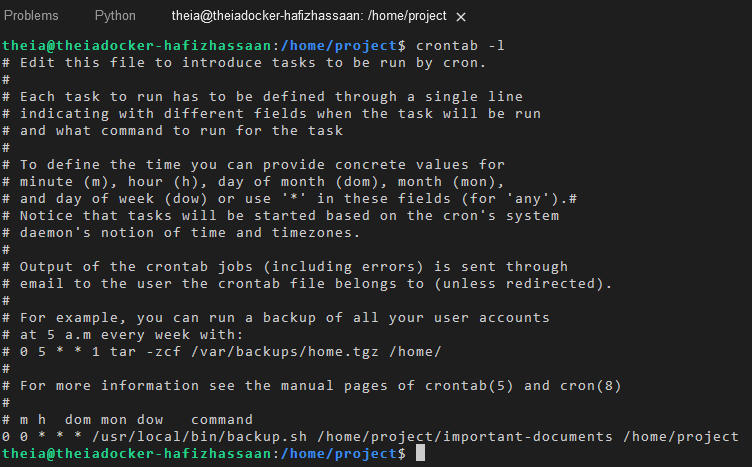 Problems Python theia@theiadocker-hafizhassaan: /home/project ×
theia@theiadocker-hafizhassaan:/home/project$ crontab -l
# Edit this file to introduce tasks to be run by cron.
#
# Each task to run has to be defined through a single line
# indicating with different fields when the task will be run
# and what command to run for the task
#
# To define the time you can provide concrete values for
# minute (m), hour (h), day of month (dom), month (mon),
# and day of week (dow) or use '*' in these fields (for 'any').#
# Notice that tasks will be started based on the cron's system
# daemon's notion of time and timezones.
#
# Output of the crontab jobs (including errors) is sent through
# email to the user the crontab file belongs to (unless redirected).
#
# For example, you can run a backup of all your user accounts
# at 5 a.m every week with:
# 0 5 * * 1 tar -zcf /var/backups/home.tgz /home/
#
# For more information see the manual pages of crontab(5) and cron(8)
#
# m h  dom mon dow   command
0 0 * * * /usr/local/bin/backup.sh /home/project/important-documents /home/project
theia@theiadocker-hafizhassaan:/home/project$